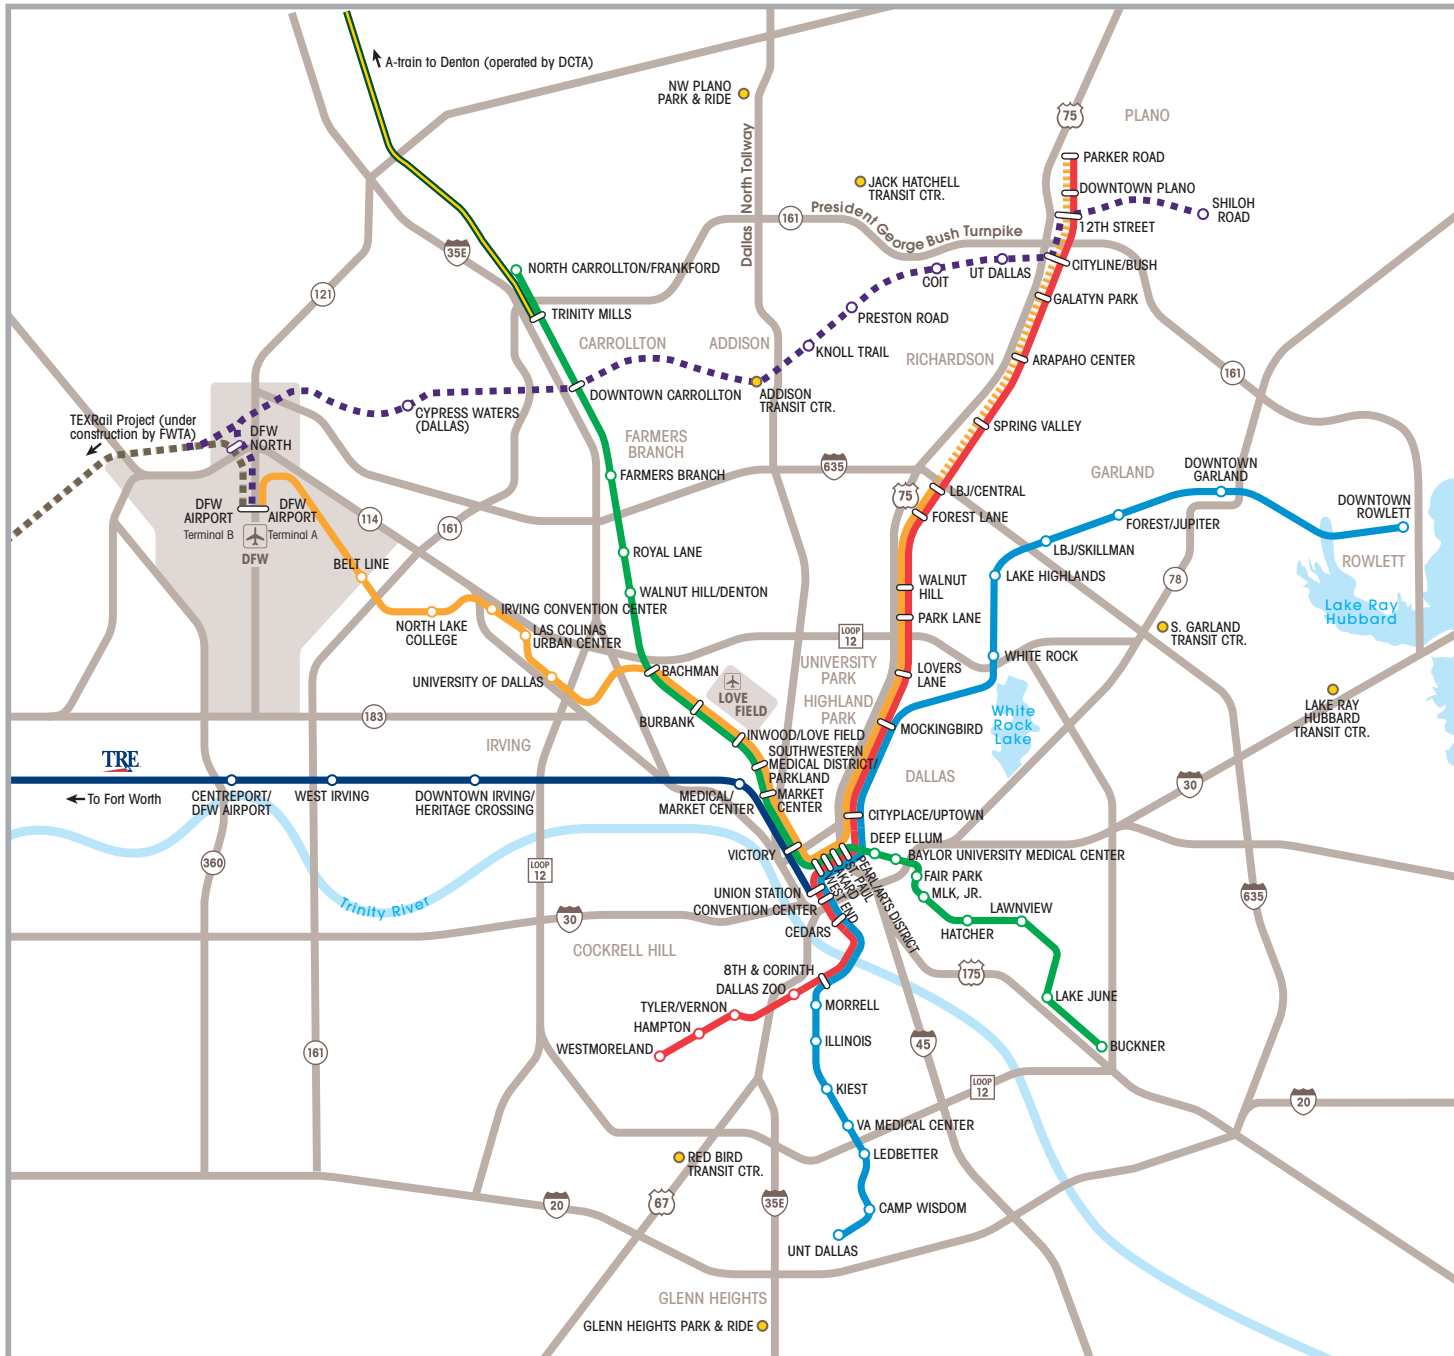 A-train to Denton (operated by DCTA)
NW PLANO
PARK & RIDE
Dallas North Tollway
75
PLANO
PARKER ROAD
JACK HATCHELL
TRANSIT CTR.
DOWNTOWN PLANO
SHILOH
ROAD
161
President George Bush Turnpike
12TH STREET
35E
NORTH CARROLLTON/FRANKFORD
UT DALLAS
CITYLINE/BUSH
COIT
121
GALATYN PARK
TRINITY MILLS
PRESTON ROAD
CARROLLTON
ADDISON
KNOLL TRAIL
RICHARDSON
ARAPAHO CENTER
161
DOWNTOWN CARROLLTON
ADDISON
TRANSIT CTR.
CYPRESS WATERS
(DALLAS)
TEXRail Project (under
construction by FWTA)
DFW
NORTH
FARMERS
BRANCH
SPRING VALLEY
635
GARLAND
DOWNTOWN
GARLAND
FARMERS BRANCH
75
LBJ/CENTRAL
DOWNTOWN
ROWLETT
DFW
AIRPORT
Terminal B
DFW
AIRPORT
Terminal A
114
161
FOREST LANE
FOREST/JUPITER
DFW
ROYAL LANE
LBJ/SKILLMAN
ROWLETT
BELT LINE
WALNUT HILL/DENTON
WALNUT
HILL
LAKE HIGHLANDS
78
IRVING CONVENTION CENTER
NORTH LAKE
COLLEGE
LAS COLINAS
URBAN CENTER
PARK LANE
LOOP
12
Lake Ray
Hubbard
S. GARLAND
TRANSIT CTR.
UNIVERSITY
PARK
WHITE ROCK
BACHMAN
UNIVERSITY OF DALLAS
LOVERS
LANE
LOVE
FIELD
HIGHLAND
PARK
White
Rock
Lake
LAKE RAY
HUBBARD
TRANSIT CTR.
183
BURBANK
MOCKINGBIRD
IRVING
INWOOD/LOVE FIELD
SOUTHWESTERN
MEDICAL DISTRICT/
PARKLAND
DALLAS
TRE
To Fort Worth
CENTREPORT/
DFW AIRPORT
WEST IRVING
DOWNTOWN IRVING/
HERITAGE CROSSING
MEDICAL/
MARKET CENTER
MARKET
CENTER
30
CITYPLACE/UPTOWN
DEEP ELLUM
VICTORY
BAYLOR UNIVERSITY MEDICAL CENTER
360
LOOP
12
FAIR PARK
PEARL/ARTS DISTRICT
ST. PAUL
AKARD
WEST END
UNION STATION
MLK, JR.
635
Trinity River
CONVENTION CENTER
LAWNVIEW
30
CEDARS
HATCHER
COCKRELL HILL
8TH & CORINTH
175
DALLAS ZOO
LAKE JUNE
TYLER/VERNON
MORRELL
HAMPTON
WESTMORELAND
ILLINOIS
45
BUCKNER
161
KIEST
LOOP
12
20
VA MEDICAL CENTER
RED BIRD
TRANSIT CTR.
LEDBETTER
20
67
35E
CAMP WISDOM
UNT DALLAS
GLENN HEIGHTS
GLENN HEIGHTS PARK & RIDE